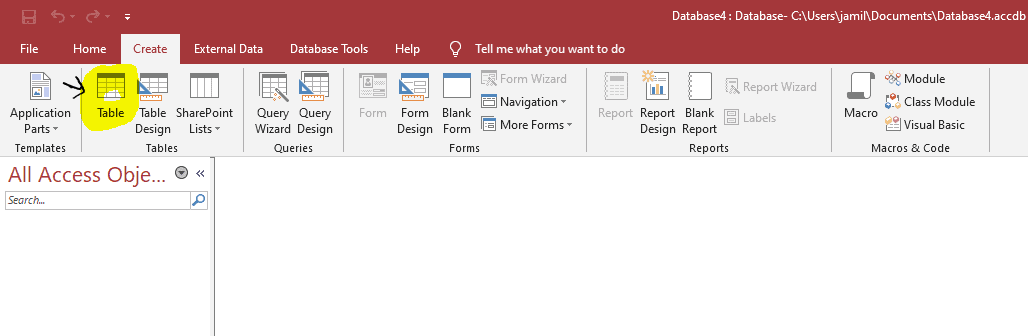 Database4 : Database- C:\Users\jamil\Documents\Database4.accdb
File Home Create External Data Database Tools Help Tell me what you want to do
Application Parts
Table
Table Design
SharePoint Lists
Query Wizard
Query Design
Form
Form Design
Blank Form
Form Wizard
Navigation
More Forms
Report
Report Design
Blank Report
Report Wizard
Labels
Macro
Module
Class Module
Visual Basic
Templates Tables Queries Forms Reports Macros & Code
All Access Obje...
Search...